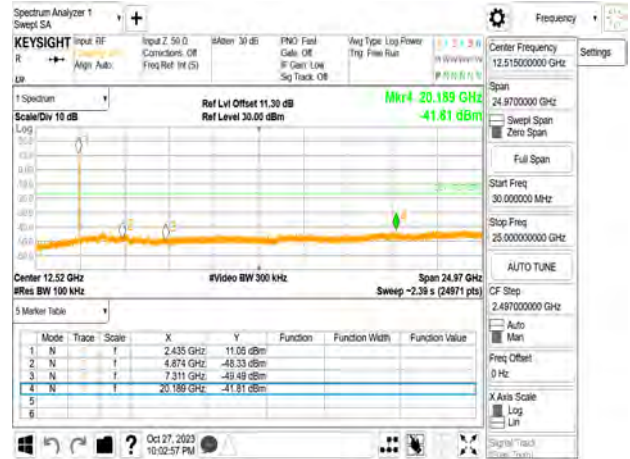 Spectrum Analyzer 1
Swept SA
+
Frequency
KEYSIGHT
R
Input: RF
Align: Auto
Input Z: 50 Ω
Corrections: Off
Freq Ref: Int (S)
#Atten: 30 dB
PNO: Fast
Gate: Off
IF Gain: Low
Sig Track: Off
Avg Type: Log-Power
Trig: Free Run
Center Frequency
12.515000000 GHz
Settings
Span
24.9700000 GHz
Swept Span
Zero Span
Full Span
Start Freq
30.000000 MHz
Stop Freq
25.000000000 GHz
AUTO TUNE
CF Step
2.497000000 GHz
Auto
Man
Freq Offset
0 Hz
X Axis Scale
Log
Lin
Signal Track
1 Spectrum
Scale/Div 10 dB
Log
Ref Lvl Offset 11.30 dB
Ref Level 30.00 dBm
Mkr4 20.189 GHz
-41.81 dBm
Center 12.52 GHz
#Res BW 100 kHz
#Video BW 300 kHz
Span 24.97 GHz
Sweep ~2.39 s (24971 pts)
5 Marker Table
Mode Trace Scale X Y Function Function Width Function Value
1 N f 2.435 GHz 11.05 dBm
2 N f 4.874 GHz -48.33 dBm
3 N f 7.311 GHz -49.49 dBm
4 N f 20.189 GHz -41.81 dBm
5
6
?
Oct 27, 2023
10:02:57 PM